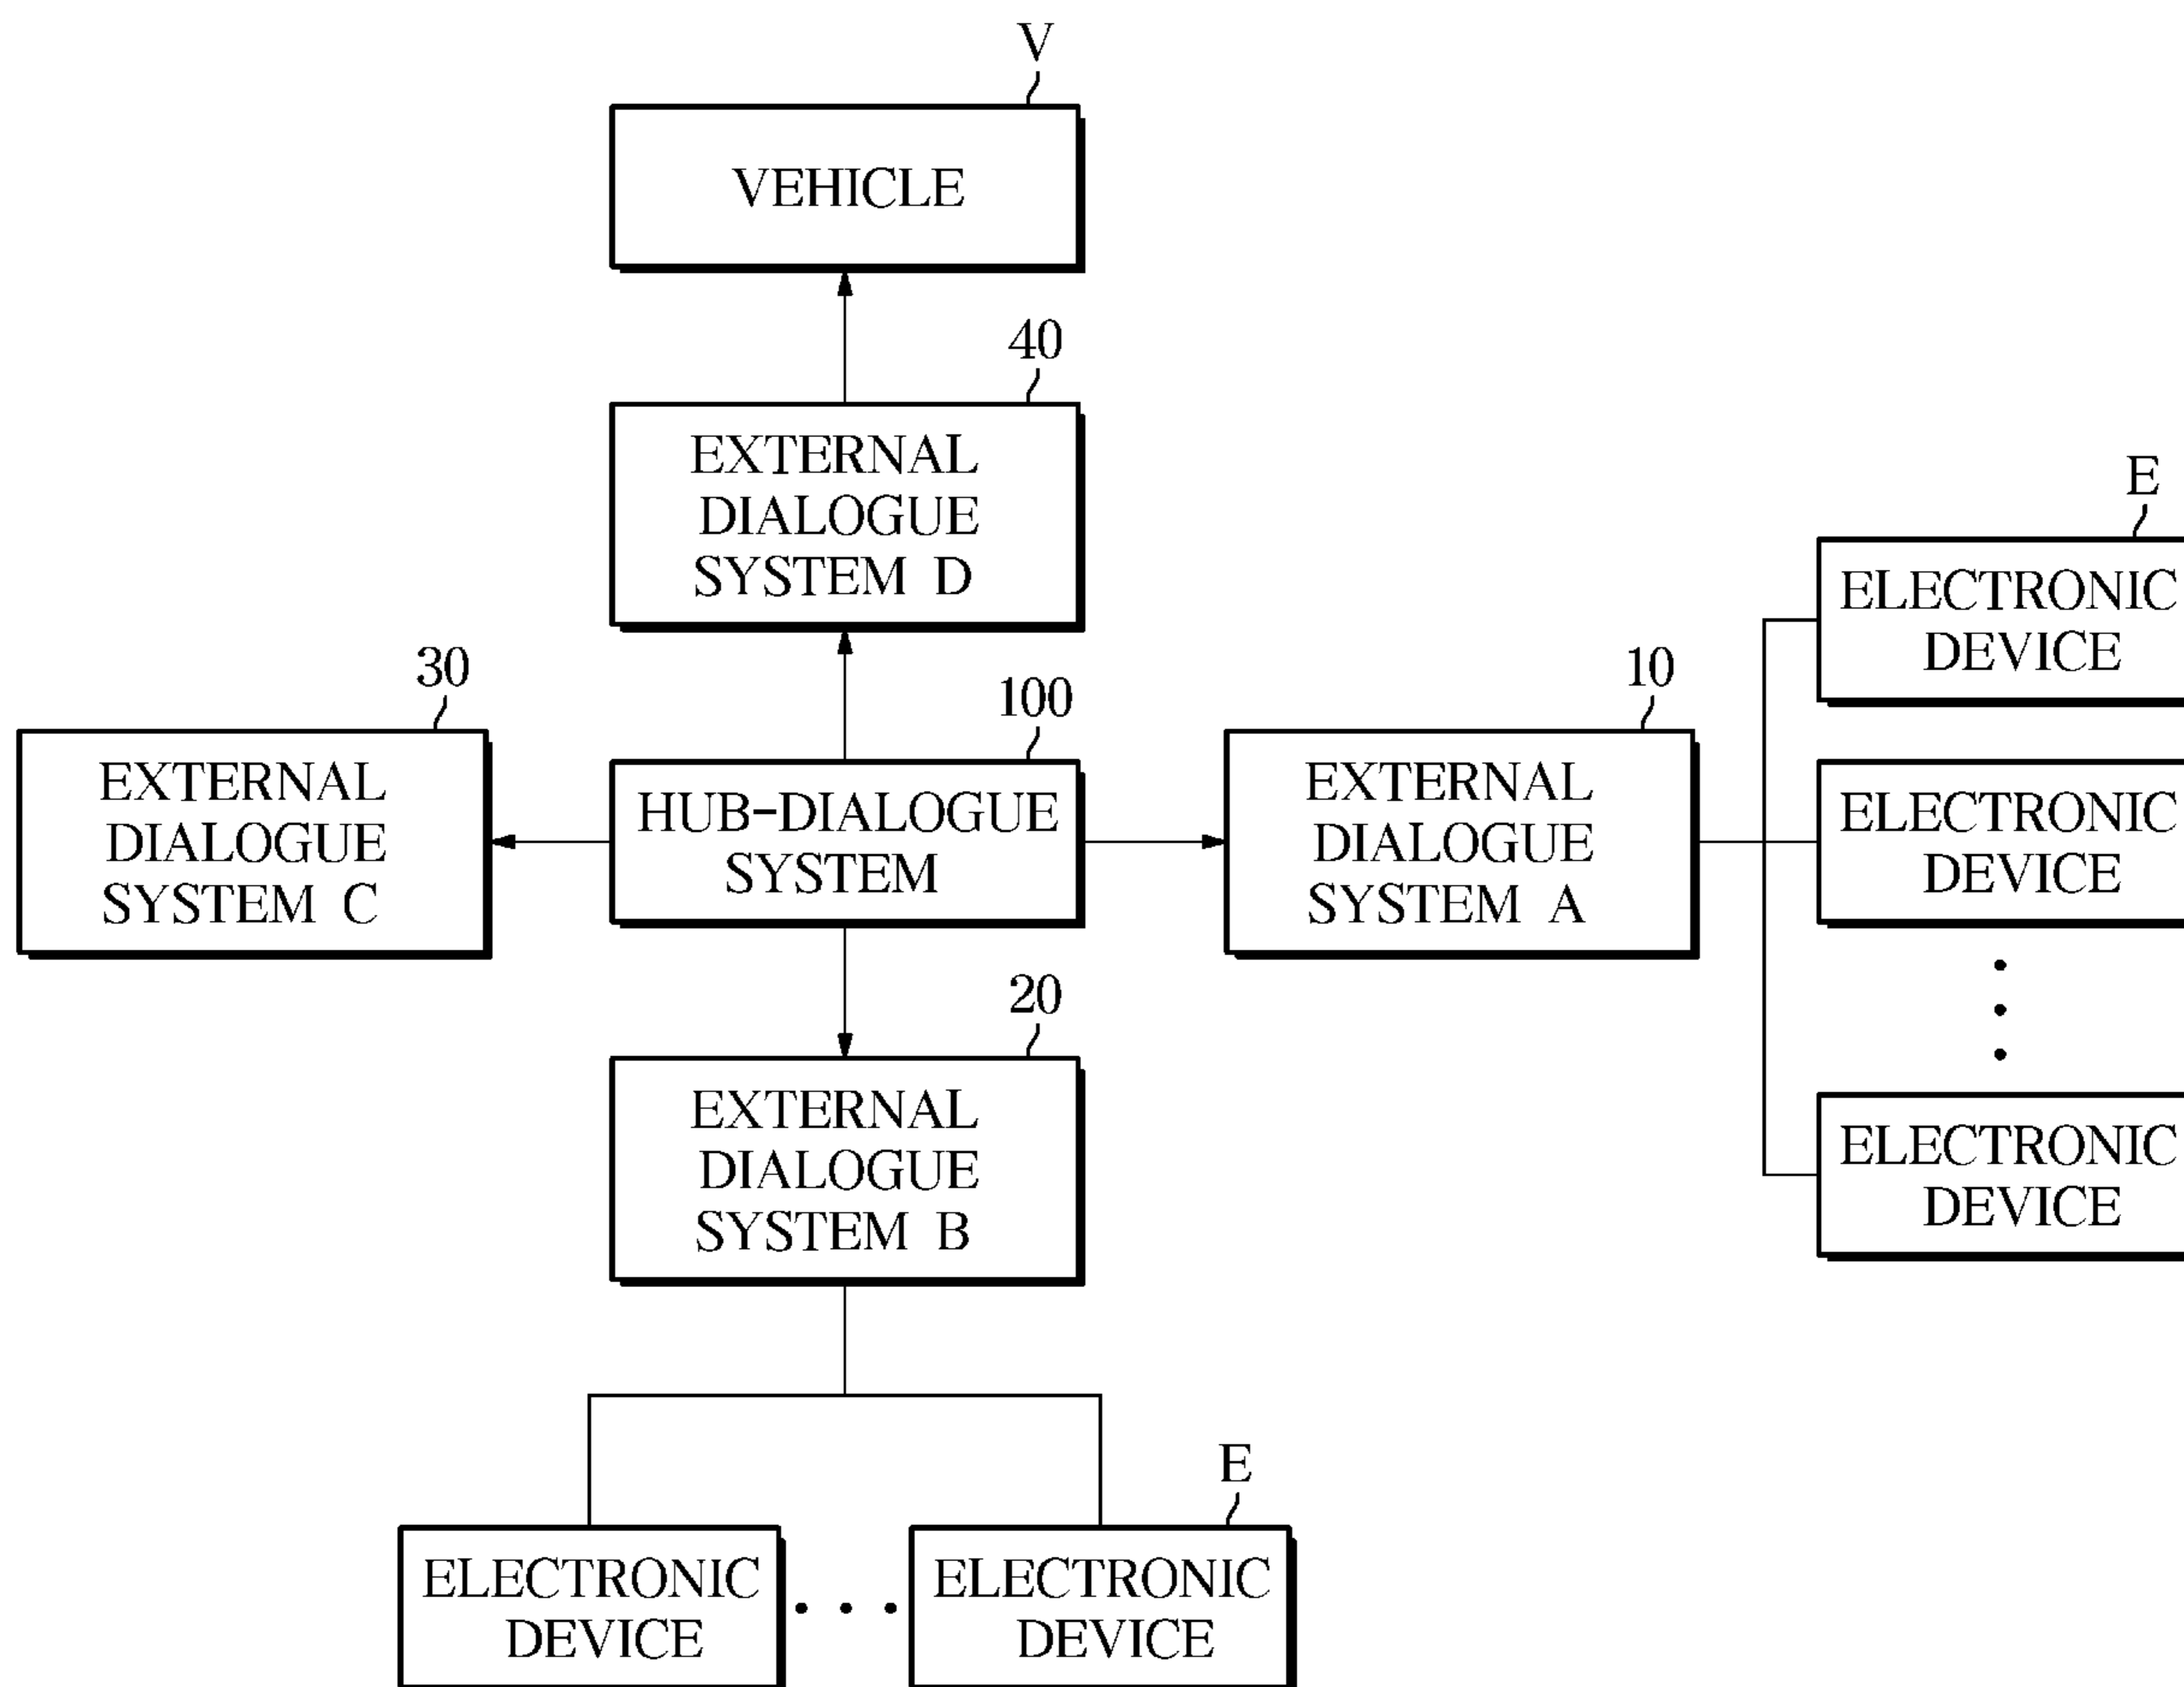 V
VEHICLE
40
EXTERNAL
DIALOGUE
SYSTEM D
E
ELECTRONIC
DEVICE
30
EXTERNAL
DIALOGUE
SYSTEM C
100
HUB-DIALOGUE
SYSTEM
10
EXTERNAL
DIALOGUE
SYSTEM A
ELECTRONIC
DEVICE
20
EXTERNAL
DIALOGUE
SYSTEM B
ELECTRONIC
DEVICE
ELECTRONIC
DEVICE
E
ELECTRONIC
DEVICE